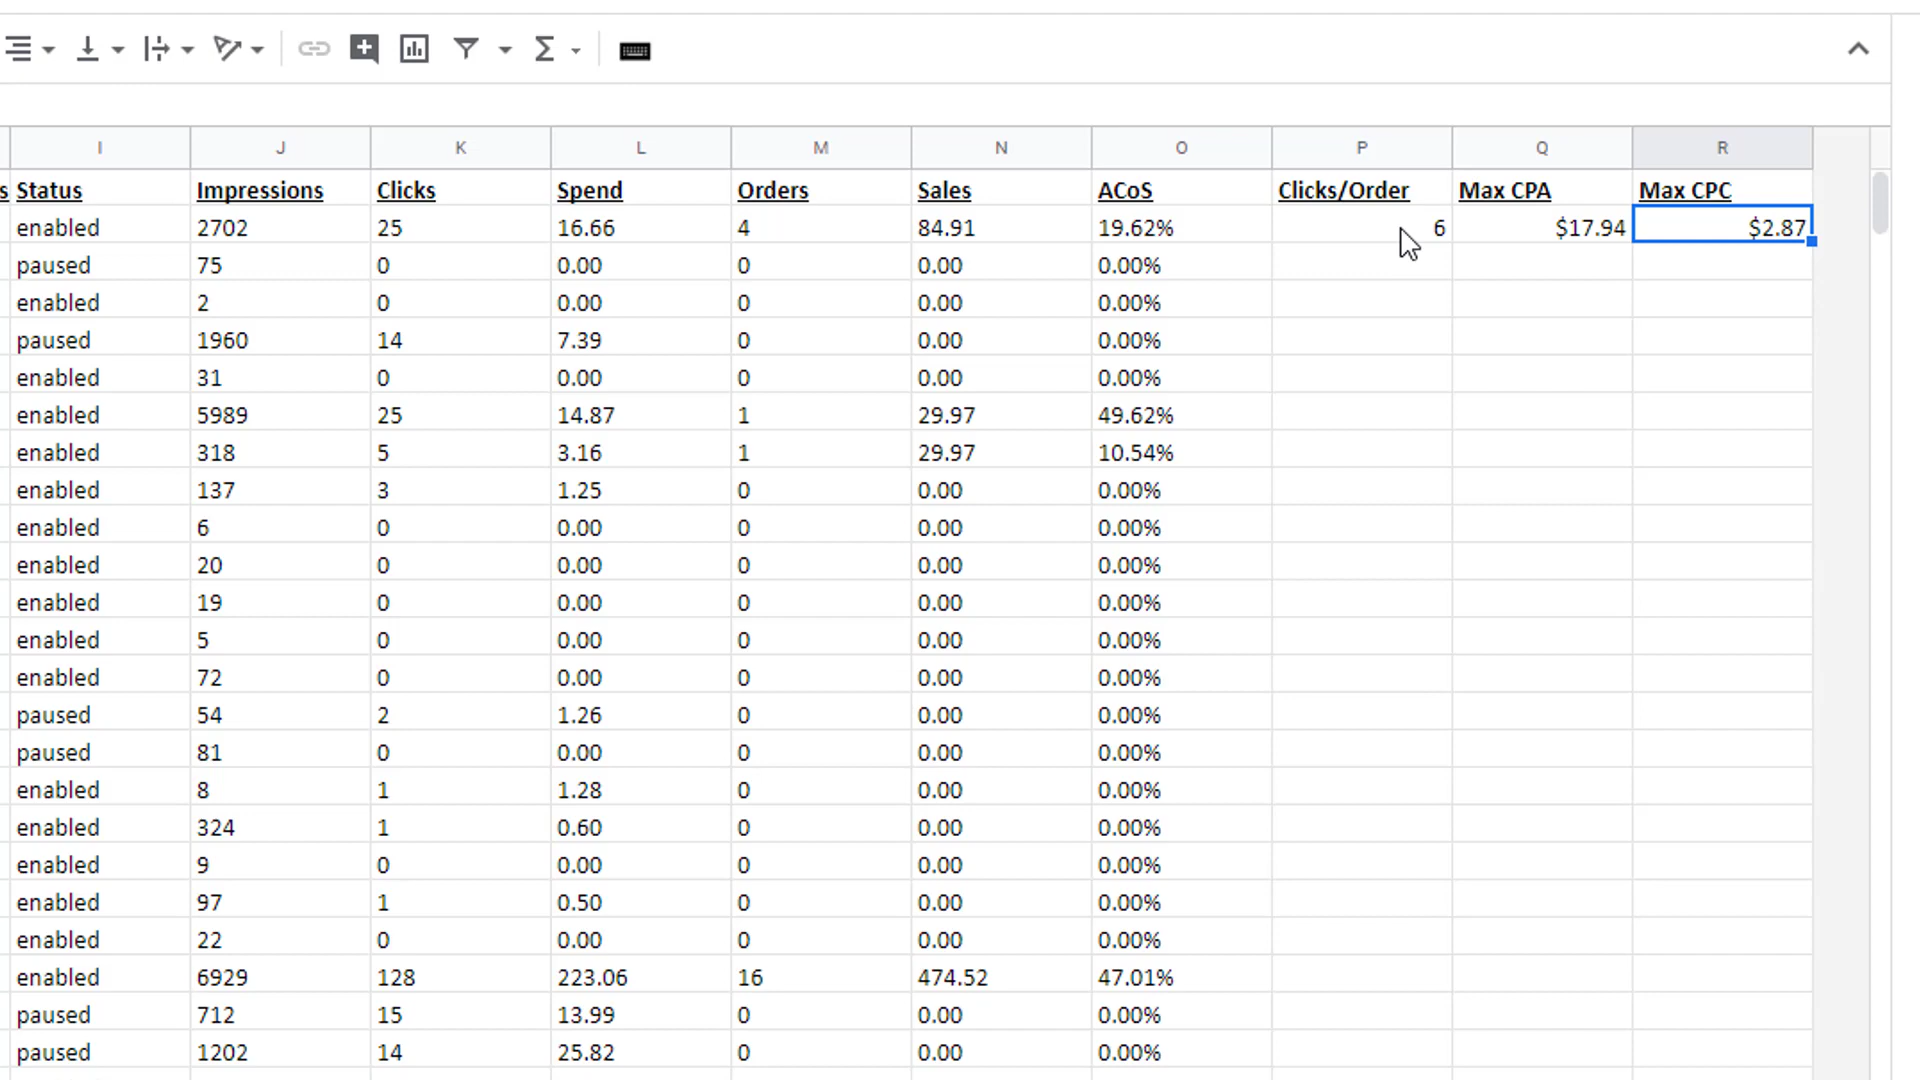 I J K L M N O P Q R
s Status Impressions Clicks Spend Orders Sales ACoS Clicks/Order Max CPA Max CPC
enabled 2702 25 16.66 4 84.91 19.62% 6 $17.94 $2.87
paused 75 0 0.00 0 0.00 0.00%
enabled 2 0 0.00 0 0.00 0.00%
paused 1960 14 7.39 0 0.00 0.00%
enabled 31 0 0.00 0 0.00 0.00%
enabled 5989 25 14.87 1 29.97 49.62%
enabled 318 5 3.16 1 29.97 10.54%
enabled 137 3 1.25 0 0.00 0.00%
enabled 6 0 0.00 0 0.00 0.00%
enabled 20 0 0.00 0 0.00 0.00%
enabled 19 0 0.00 0 0.00 0.00%
enabled 5 0 0.00 0 0.00 0.00%
enabled 72 0 0.00 0 0.00 0.00%
paused 54 2 1.26 0 0.00 0.00%
paused 81 0 0.00 0 0.00 0.00%
enabled 8 1 1.28 0 0.00 0.00%
enabled 324 1 0.60 0 0.00 0.00%
enabled 9 0 0.00 0 0.00 0.00%
enabled 97 1 0.50 0 0.00 0.00%
enabled 22 0 0.00 0 0.00 0.00%
enabled 6929 128 223.06 16 474.52 47.01%
paused 712 15 13.99 0 0.00 0.00%
paused 1202 14 25.82 0 0.00 0.00%